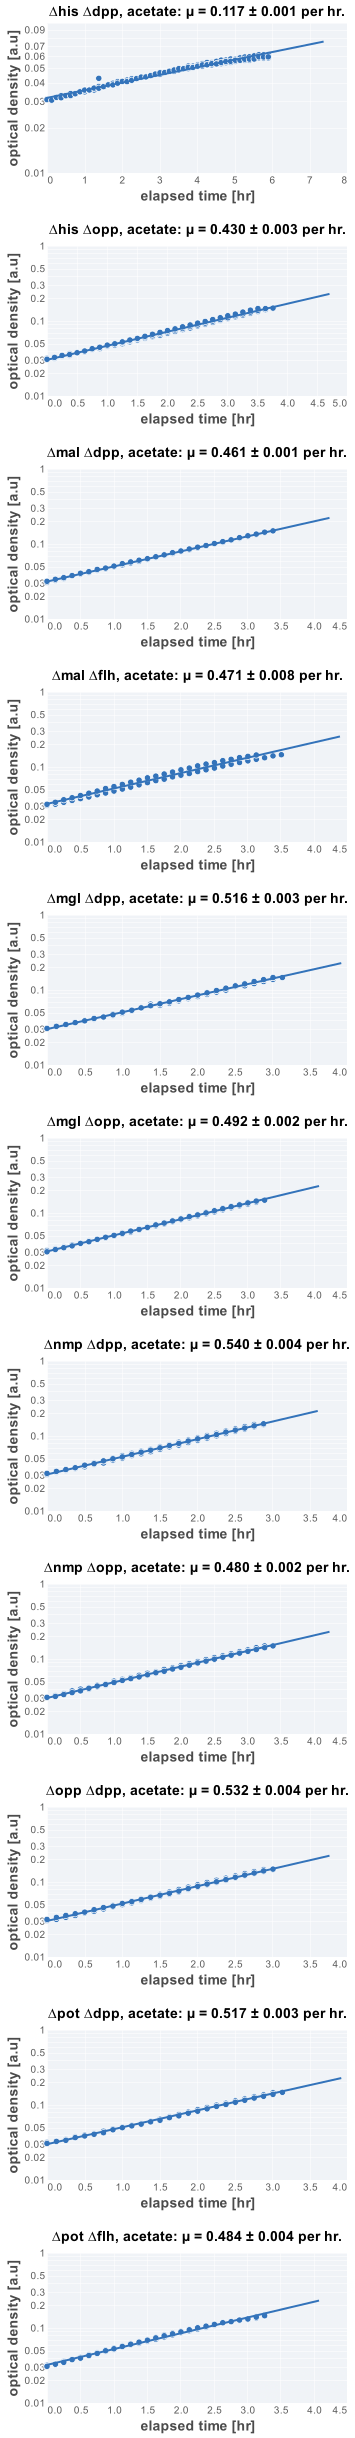 Δhis Δdpp, acetate: μ = 0.117 ± 0.001 per hr.
optical density [a.u]
0.09
0.07
0.06
0.05
0.04
0.03
0.02
0.01
0 1 2 3 4 5 6 7 8
elapsed time [hr]
Δhis Δopp, acetate: μ = 0.430 ± 0.003 per hr.
optical density [a.u]
1
0.5
0.3
0.2
0.1
0.05
0.03
0.02
0.01
0.0 0.5 1.0 1.5 2.0 2.5 3.0 3.5 4.0 4.5 5.0
elapsed time [hr]
Δmal Δdpp, acetate: μ = 0.461 ± 0.001 per hr.
optical density [a.u]
1
0.5
0.3
0.2
0.1
0.05
0.03
0.02
0.01
0.0 0.5 1.0 1.5 2.0 2.5 3.0 3.5 4.0 4.5
elapsed time [hr]
Δmal Δflh, acetate: μ = 0.471 ± 0.008 per hr.
optical density [a.u]
1
0.5
0.3
0.2
0.1
0.05
0.03
0.02
0.01
0.0 0.5 1.0 1.5 2.0 2.5 3.0 3.5 4.0 4.5
elapsed time [hr]
Δmgl Δdpp, acetate: μ = 0.516 ± 0.003 per hr.
optical density [a.u]
1
0.5
0.3
0.2
0.1
0.05
0.03
0.02
0.01
0.0 0.5 1.0 1.5 2.0 2.5 3.0 3.5 4.0
elapsed time [hr]
Δmgl Δopp, acetate: μ = 0.492 ± 0.002 per hr.
optical density [a.u]
1
0.5
0.3
0.2
0.1
0.05
0.03
0.02
0.01
0.0 0.5 1.0 1.5 2.0 2.5 3.0 3.5 4.0 4.5
elapsed time [hr]
Δnmp Δdpp, acetate: μ = 0.540 ± 0.004 per hr.
optical density [a.u]
1
0.5
0.3
0.2
0.1
0.05
0.03
0.02
0.01
0.0 0.5 1.0 1.5 2.0 2.5 3.0 3.5 4.0
elapsed time [hr]
Δnmp Δopp, acetate: μ = 0.480 ± 0.002 per hr.
optical density [a.u]
1
0.5
0.3
0.2
0.1
0.05
0.03
0.02
0.01
0.0 0.5 1.0 1.5 2.0 2.5 3.0 3.5 4.0 4.5
elapsed time [hr]
Δopp Δdpp, acetate: μ = 0.532 ± 0.004 per hr.
optical density [a.u]
1
0.5
0.3
0.2
0.1
0.05
0.03
0.02
0.01
0.0 0.5 1.0 1.5 2.0 2.5 3.0 3.5 4.0
elapsed time [hr]
Δpot Δdpp, acetate: μ = 0.517 ± 0.003 per hr.
optical density [a.u]
1
0.5
0.3
0.2
0.1
0.05
0.03
0.02
0.01
0.0 0.5 1.0 1.5 2.0 2.5 3.0 3.5 4.0
elapsed time [hr]
Δpot Δflh, acetate: μ = 0.484 ± 0.004 per hr.
optical density [a.u]
1
0.5
0.3
0.2
0.1
0.05
0.03
0.02
0.01
0.0 0.5 1.0 1.5 2.0 2.5 3.0 3.5 4.0 4.5
elapsed time [hr]